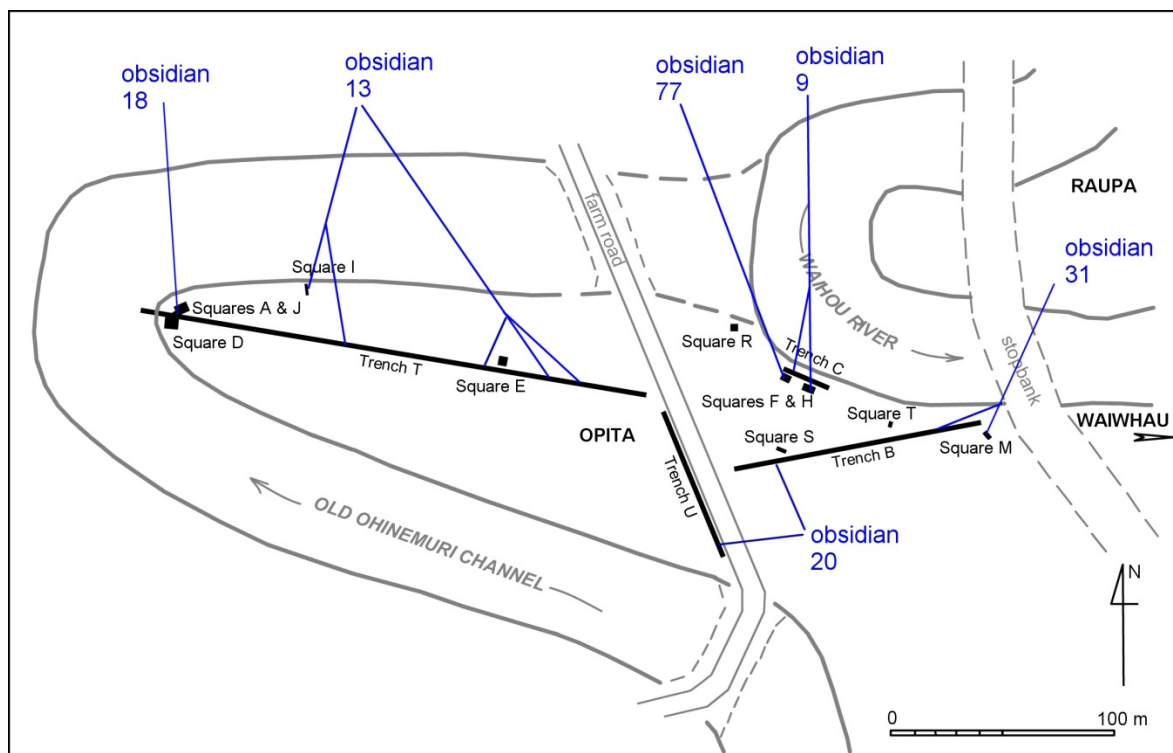 obsidian
18
obsidian
13
obsidian
77
obsidian
9
RAUPA
obsidian
31
farm road
WAIHOU RIVER
stopbank
Square I
Squares A & J
Square D
Trench T
Square E
Square R
Trench C
Squares F & H
Square T
WAIWHAU
OPITA
Square S
Trench B
Square M
Trench U
OLD OHINEMURI CHANNEL
obsidian
20
N
0
100 m